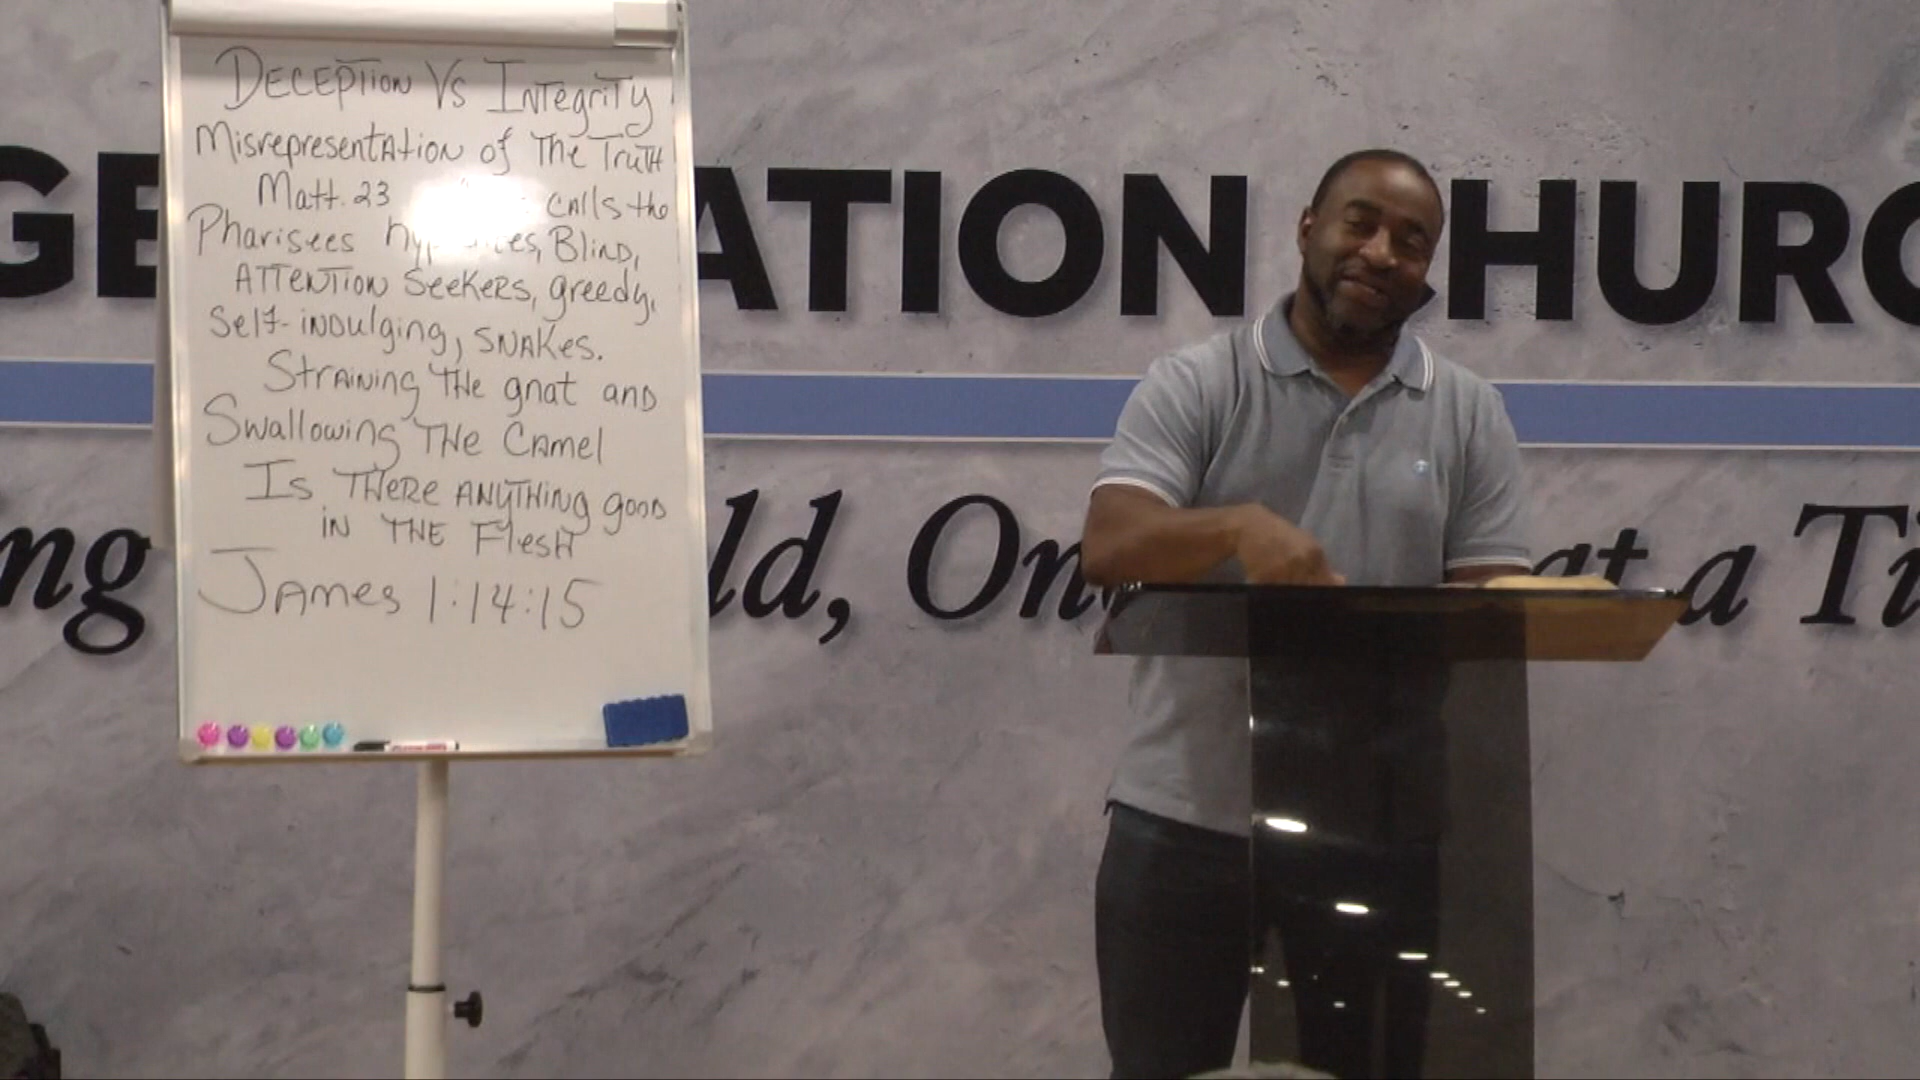 Deception Vs Integrity
Misrepresentation of The Truth
Matt. 23 calls the
Pharisees Blind,
Attention Seekers, greedy,
Self-indulging, snakes.
Straining The gnat and
Swallowing The Camel
Is There Anything good
in The Flesh
James 1:14:15
ATION CHURC
ng ld, On at a Ti